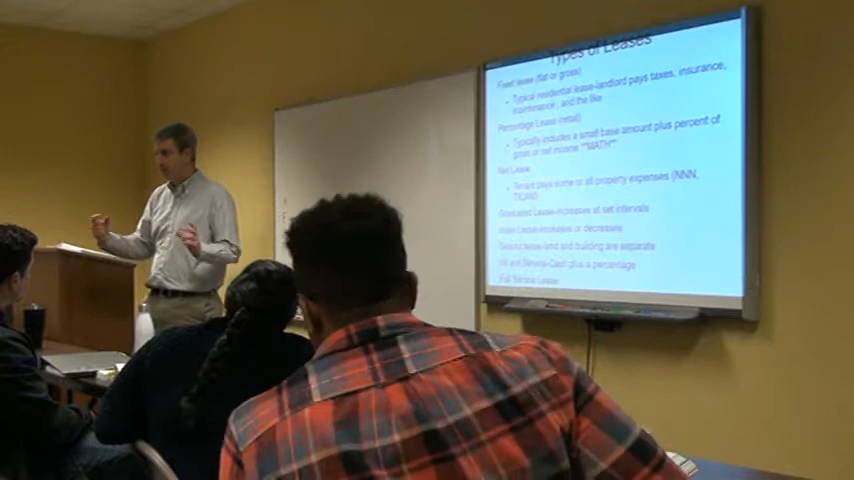 Types of Leases
Fixed lease (flat or gross)
• Typical residential lease-landlord pays taxes, insurance,
maintenance, and the like
Percentage Lease (retail)
• Typically includes a small base amount plus percent of
gross or net income **MATH**
Net Lease
• Tenant pays some or all property expenses (NNN,
Graduated Lease-increases at set intervals
Index Lease-increases or decreases
Ground lease-land and building are separate
Oil and Mineral-Cash plus a percentage
Full Service Lease